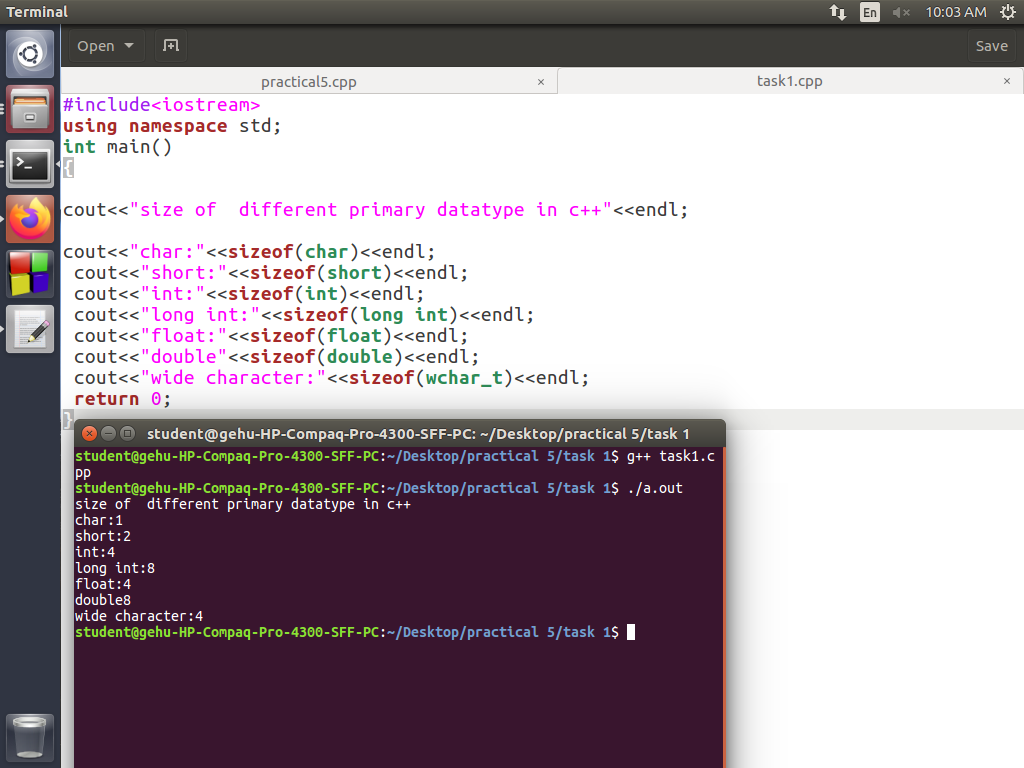 Terminal
En
10:03 AM
Open
Save
practical5.cpp ×
task1.cpp ×
#include<iostream>
using namespace std;
int main()
{
cout<<"size of  different primary datatype in c++"<<endl;
cout<<"char:"<<sizeof(char)<<endl;
 cout<<"short:"<<sizeof(short)<<endl;
 cout<<"int:"<<sizeof(int)<<endl;
 cout<<"long int:"<<sizeof(long int)<<endl;
 cout<<"float:"<<sizeof(float)<<endl;
 cout<<"double"<<sizeof(double)<<endl;
 cout<<"wide character:"<<sizeof(wchar_t)<<endl;
 return 0;
}
student@gehu-HP-Compaq-Pro-4300-SFF-PC: ~/Desktop/practical 5/task 1
student@gehu-HP-Compaq-Pro-4300-SFF-PC:~/Desktop/practical 5/task 1$ g++ task1.c
pp
student@gehu-HP-Compaq-Pro-4300-SFF-PC:~/Desktop/practical 5/task 1$ ./a.out
size of  different primary datatype in c++
char:1
short:2
int:4
long int:8
float:4
double8
wide character:4
student@gehu-HP-Compaq-Pro-4300-SFF-PC:~/Desktop/practical 5/task 1$